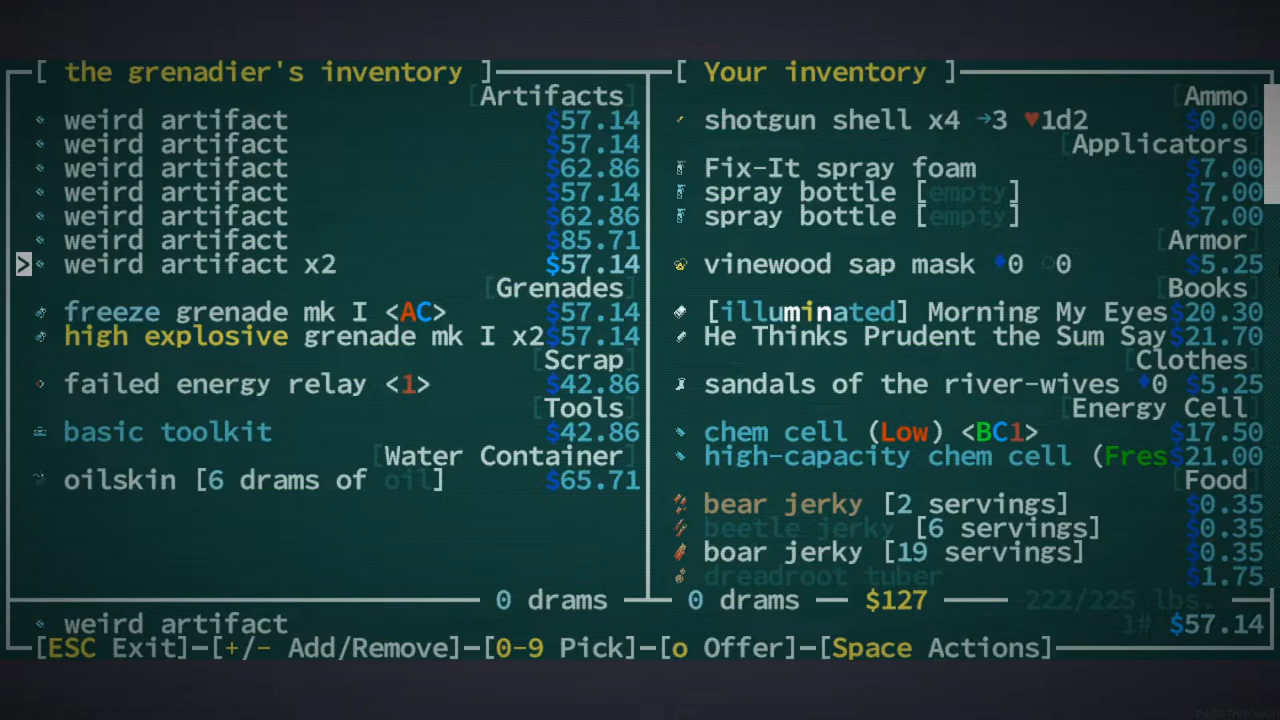 [ the grenadier's inventory ]
[Artifacts]
weird artifact $57.14
weird artifact $57.14
weird artifact $62.86
weird artifact $57.14
weird artifact $62.86
weird artifact $85.71
> weird artifact x2 $57.14
[Grenades]
freeze grenade mk I <AC> $57.14
high explosive grenade mk I x2 $57.14
[Scrap]
failed energy relay <1> $42.86
[Tools]
basic toolkit $42.86
[Water Container]
oilskin [6 drams of oil] $65.71
0 drams
[ Your inventory ]
[Ammo]
shotgun shell x4 →3 ♥1d2 $0.00
[Applicators]
Fix-It spray foam $7.00
spray bottle [empty] $7.00
spray bottle [empty] $7.00
[Armor]
vinewood sap mask ♦0 ○0 $5.25
[Books]
[illuminated] Morning My Eyes $20.30
He Thinks Prudent the Sum Say $21.70
[Clothes]
sandals of the river-wives ♦0 $5.25
[Energy Cell]
chem cell (Low) <BC1> $17.50
high-capacity chem cell (Fres $21.00
[Food]
bear jerky [2 servings] $0.35
beetle jerky [6 servings] $0.35
boar jerky [19 servings] $0.35
dreadroot tuber $1.75
0 drams — $127 — 222/225 lbs.
weird artifact 1# $57.14
[ESC Exit]-[+/- Add/Remove]-[0-9 Pick]-[o Offer]-[Space Actions]